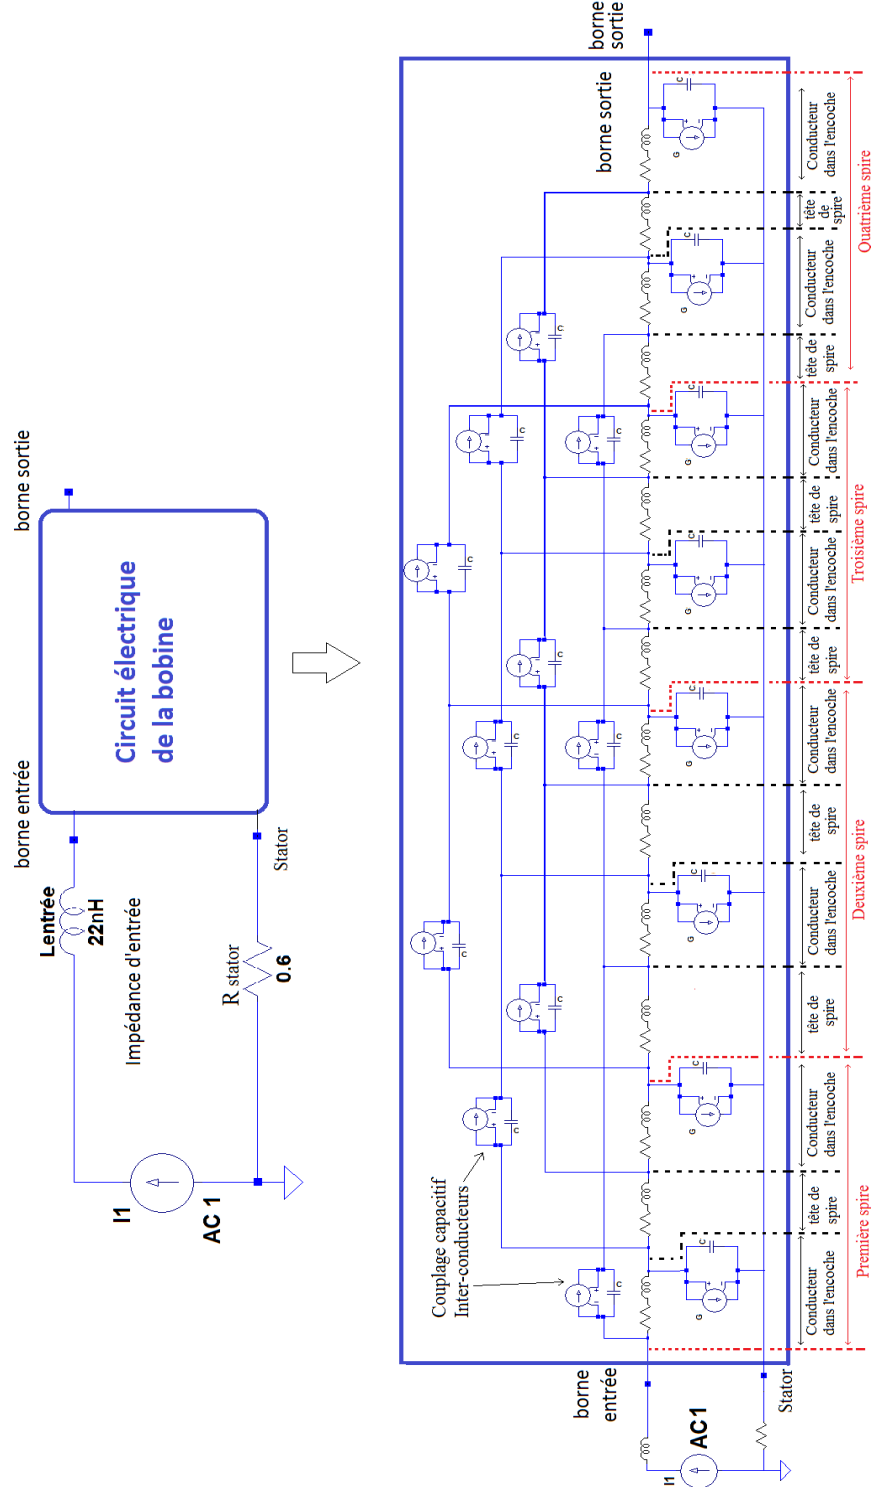 borne entrée
borne sortie
Lentrée
22nH
Circuit électrique
de la bobine
Impédance d'entrée
I1
AC 1
R stator
0.6
Stator
C
C
C
C
C
C
C
C
C
C
C
Couplage capacitif
Inter-conducteurs
borne
entrée
borne sortie
borne
sortie
I1
AC1
Stator
C
C
C
C
C
C
C
C
G
G
G
G
G
G
G
G
Conducteur
dans l'encoche
tête de
spire
Conducteur
dans l'encoche
tête de
spire
Conducteur
dans l'encoche
tête de
spire
Conducteur
dans l'encoche
tête de
spire
Conducteur
dans l'encoche
tête de
spire
Conducteur
dans l'encoche
tête de
spire
Conducteur
dans l'encoche
tête
de
spire
Conducteur
dans l'encoche
Première spire
Deuxième spire
Troisième spire
Quatrième spire